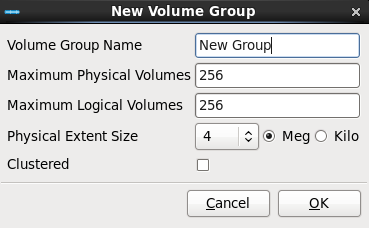 New Volume Group
Volume Group Name New Group
Maximum Physical Volumes 256
Maximum Logical Volumes 256
Physical Extent Size 4 Meg Kilo
Clustered
Cancel OK